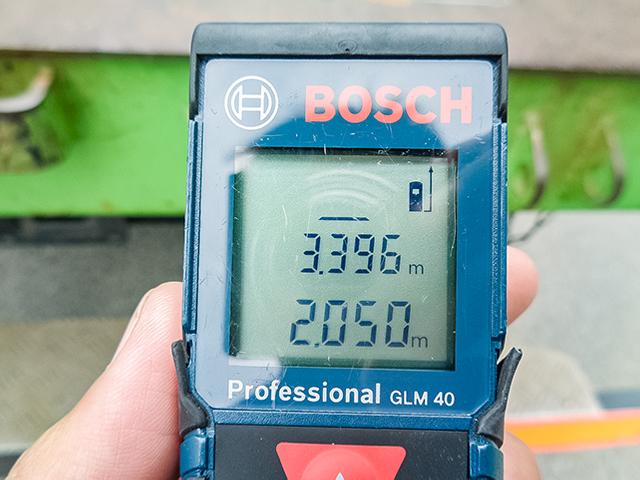 BOSCH
3.396 m
2.050 m
Professional GLM 40